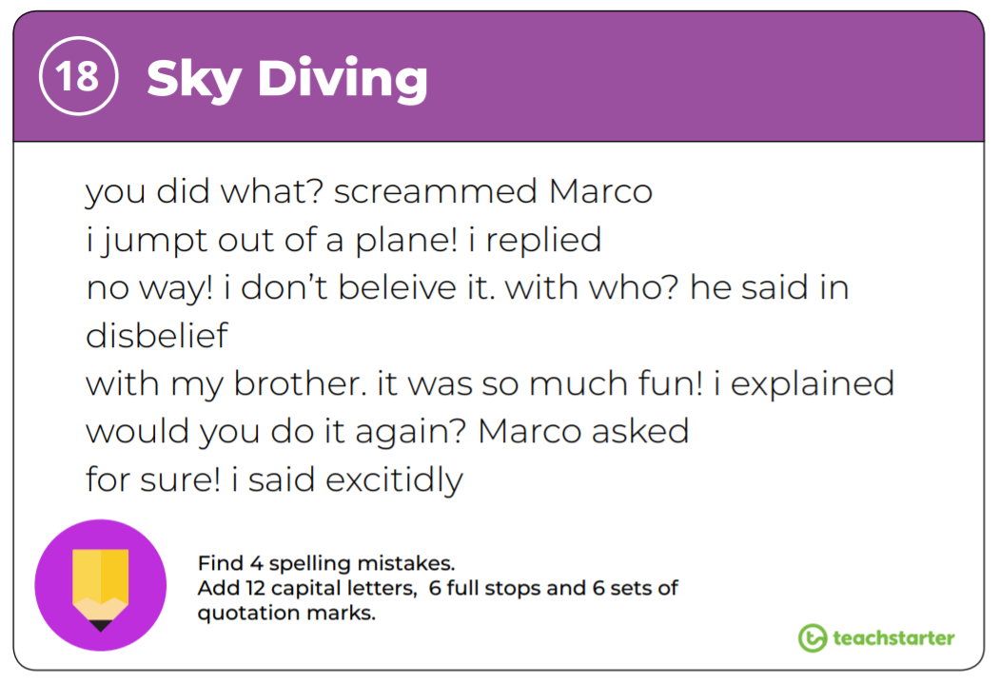 18 Sky Diving
you did what? screammed Marco
i jumpt out of a plane! i replied
no way! i don’t beleive it. with who? he said in
disbelief
with my brother. it was so much fun! i explained
would you do it again? Marco asked
for sure! i said excitidly
Find 4 spelling mistakes.
Add 12 capital letters,  6 full stops and 6 sets of
quotation marks.
teachstarter